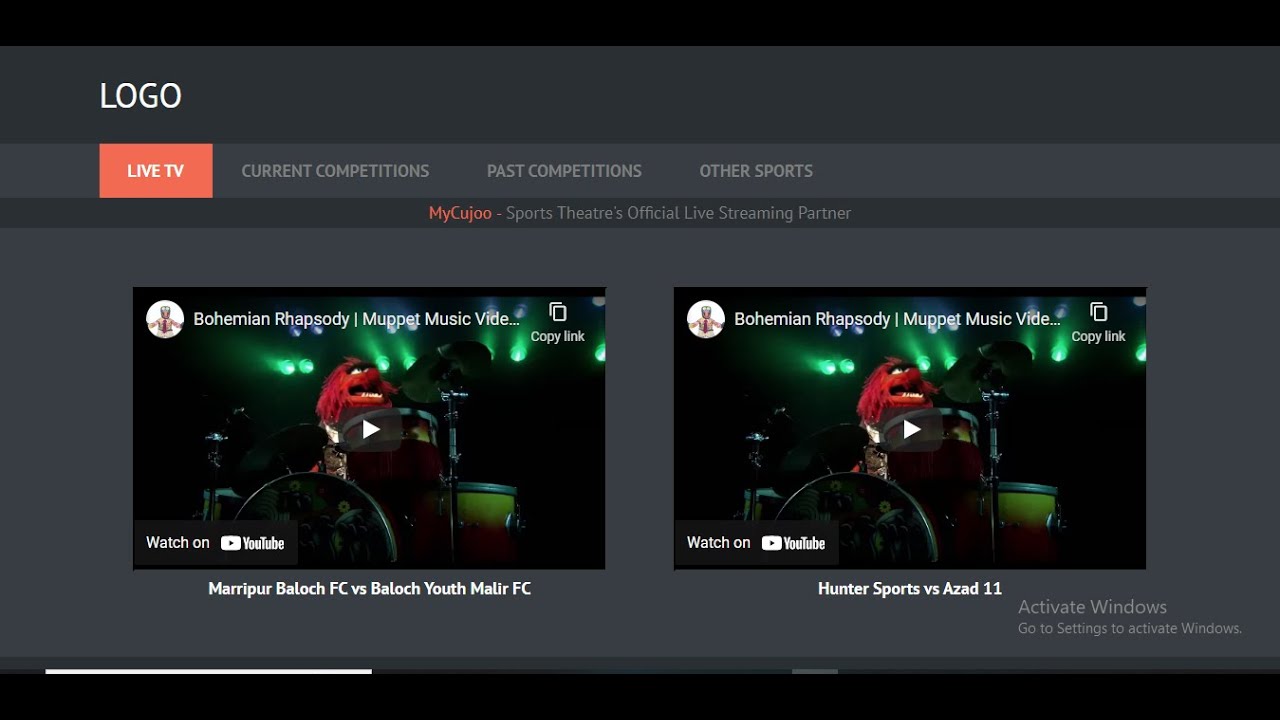 LOGO
LIVE TV CURRENT COMPETITIONS PAST COMPETITIONS OTHER SPORTS
MyCujoo - Sports Theatre's Official Live Streaming Partner
Bohemian Rhapsody | Muppet Music Vide...
Copy link
Watch on YouTube
Marripur Baloch FC vs Baloch Youth Malir FC
Bohemian Rhapsody | Muppet Music Vide...
Copy link
Watch on YouTube
Hunter Sports vs Azad 11
Activate Windows
Go to Settings to activate Windows.